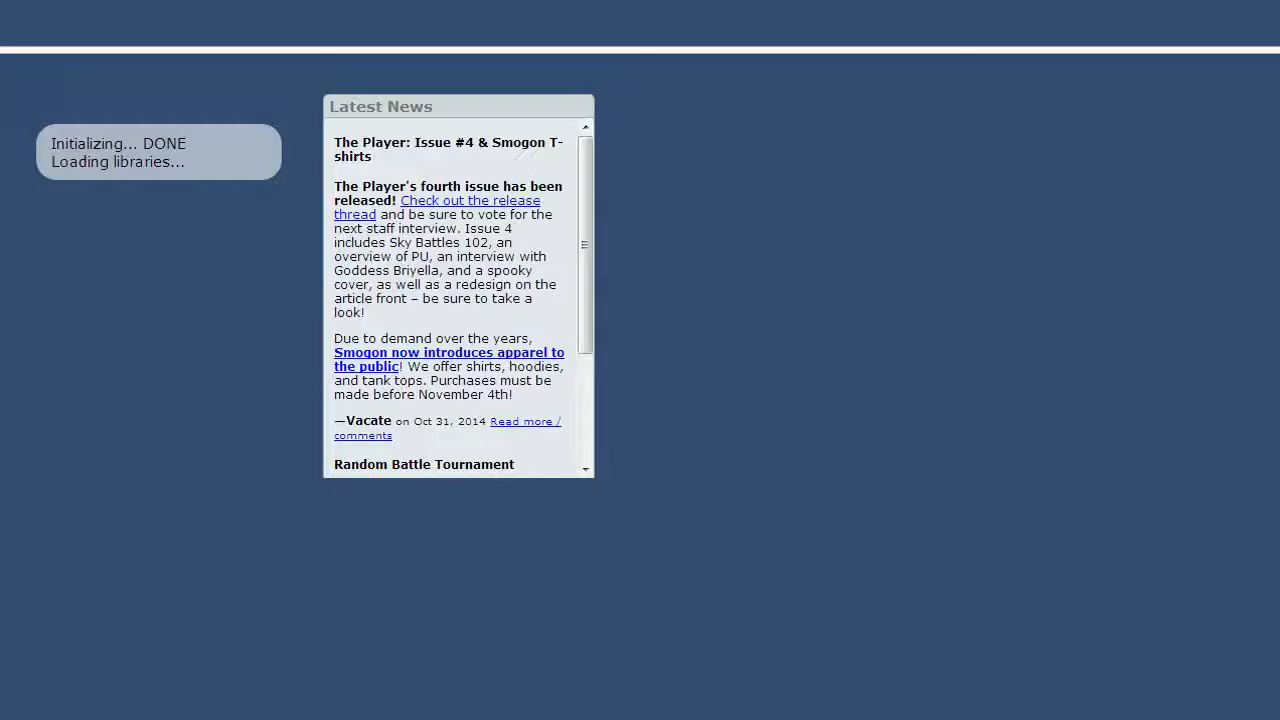 Latest News
Initializing... DONE
Loading libraries...
The Player: Issue #4 & Smogon T-
shirts
The Player's fourth issue has been
released! Check out the release
thread and be sure to vote for the
next staff interview. Issue 4
includes Sky Battles 102, an
overview of PU, an interview with
Goddess Briyella, and a spooky
cover, as well as a redesign on the
article front – be sure to take a
look!
Due to demand over the years,
Smogon now introduces apparel to
the public! We offer shirts, hoodies,
and tank tops. Purchases must be
made before November 4th!
—Vacate on Oct 31, 2014 Read more /
comments
Random Battle Tournament